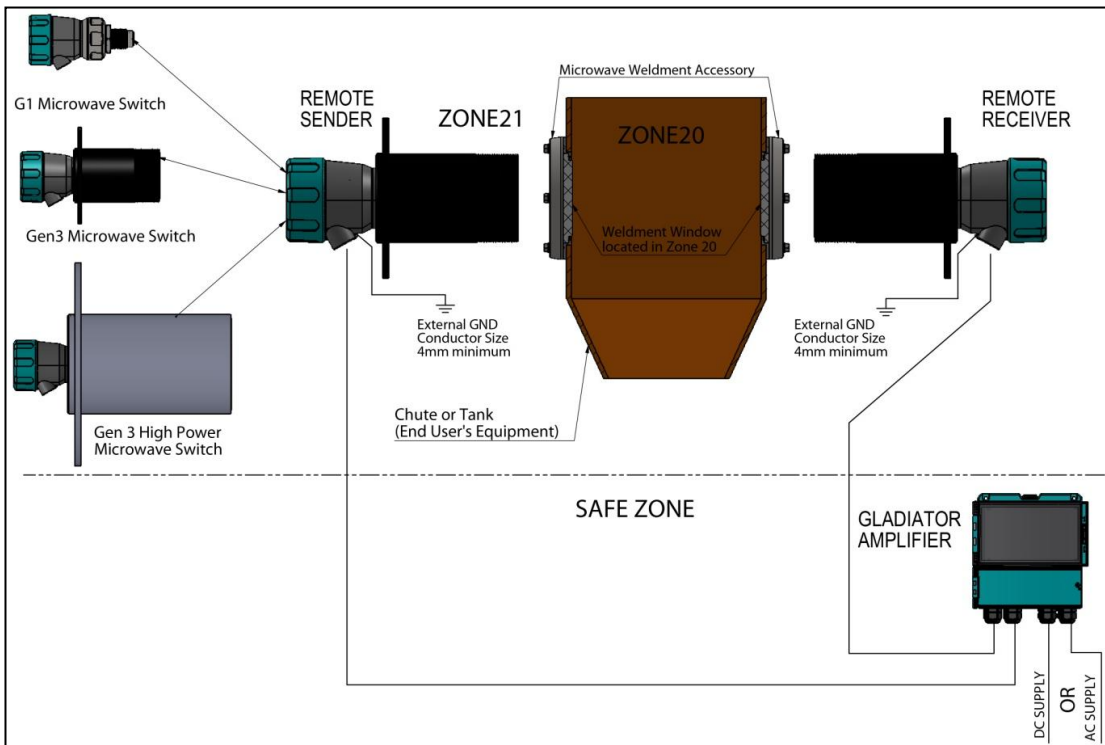 G1 Microwave Switch
Gen3 Microwave Switch
Gen 3 High Power
Microwave Switch
REMOTE
SENDER
ZONE21
Microwave Weldment Accessory
ZONE20
REMOTE
RECEIVER
Weldment Window
located in Zone 20
External GND
Conductor Size
4mm minimum
External GND
Conductor Size
4mm minimum
Chute or Tank
(End User's Equipment)
SAFE ZONE
GLADIATOR
AMPLIFIER
DC SUPPLY
OR
AC SUPPLY